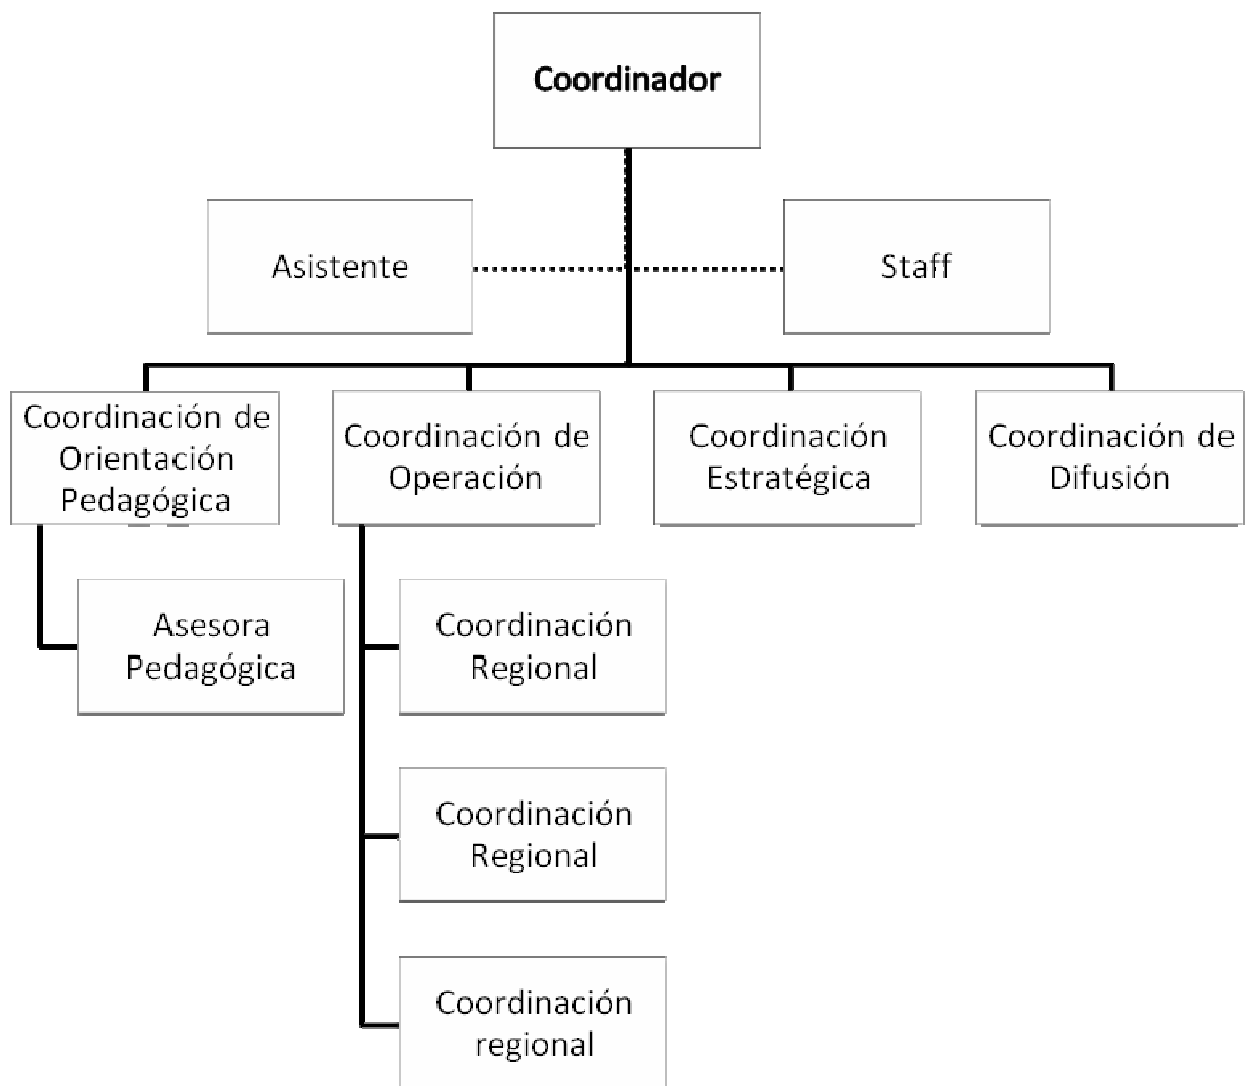 Coordinador
Asistente
Staff
Coordinación de
Orientación
Pedagógica
Coordinación de
Operación
Coordinación
Estratégica
Coordinación de
Difusión
Asesora
Pedagógica
Coordinación
Regional
Coordinación
Regional
Coordinación
regional